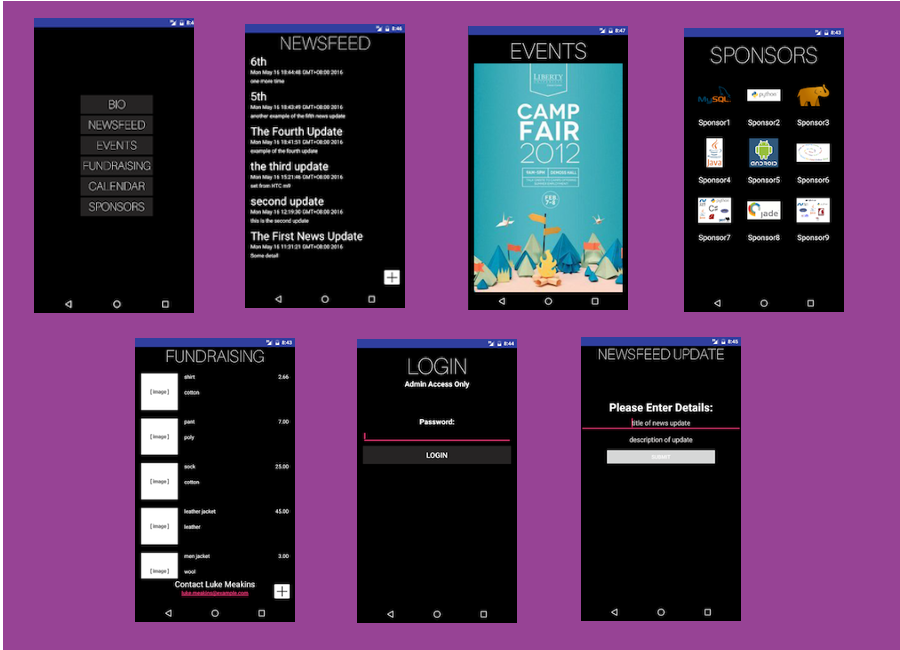 8:4
BIO
NEWSFEED
EVENTS
FUNDRAISING
CALENDAR
SPONSORS
8:46
NEWSFEED
6th
Mon May 16 18:44:48 GMT+08:00 2016
one more time
5th
Mon May 16 18:43:49 GMT+08:00 2016
another example of the fifth news update
The Fourth Update
Mon May 16 18:41:51 GMT+08:00 2016
example of the fourth update
the third update
Mon May 16 15:21:46 GMT+08:00 2016
set from HTC m9
second update
Mon May 16 12:19:30 GMT+08:00 2016
this is the second update
The First News Update
Mon May 16 11:31:21 GMT+08:00 2016
Some detail
8:47
EVENTS
LIBERTY
CAMP
FAIR
2012
FEB
7-8
8:43
SPONSORS
MySQL
python
Sponsor1 Sponsor2 Sponsor3
Java
ANDROID
Sponsor4 Sponsor5 Sponsor6
python
C#
jade
Sponsor7 Sponsor8 Sponsor9
8:43
FUNDRAISING
shirt 2.66
[ Image ]
cotton
pant 7.00
[ Image ]
poly
sock 25.00
[ Image ]
cotton
leather jacket 45.00
[ Image ]
leather
men jacket 3.00
[ Image ]
wool
Contact Luke Meakins
luke.meakins@example.com
8:44
LOGIN
Admin Access Only
Password:
LOGIN
8:45
NEWSFEED UPDATE
Please Enter Details:
title of news update
description of update
SUBMIT